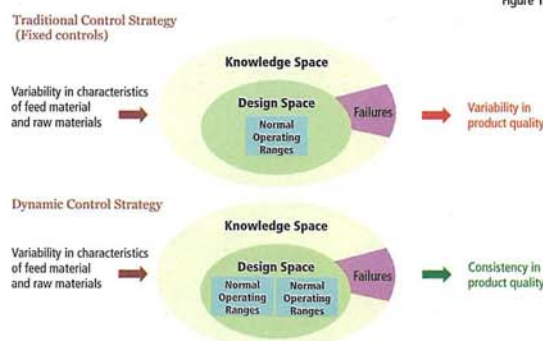 Figure 1
Traditional Control Strategy
(Fixed controls)
Knowledge Space
Variability in characteristics
of feed material
and raw materials
Design Space
Normal
Operating
Ranges
Failures
Variability in
product quality
Dynamic Control Strategy
Knowledge Space
Variability in characteristics
of feed material
and raw materials
Design Space
Normal
Operating
Ranges
Normal
Operating
Ranges
Failures
Consistency in
product quality